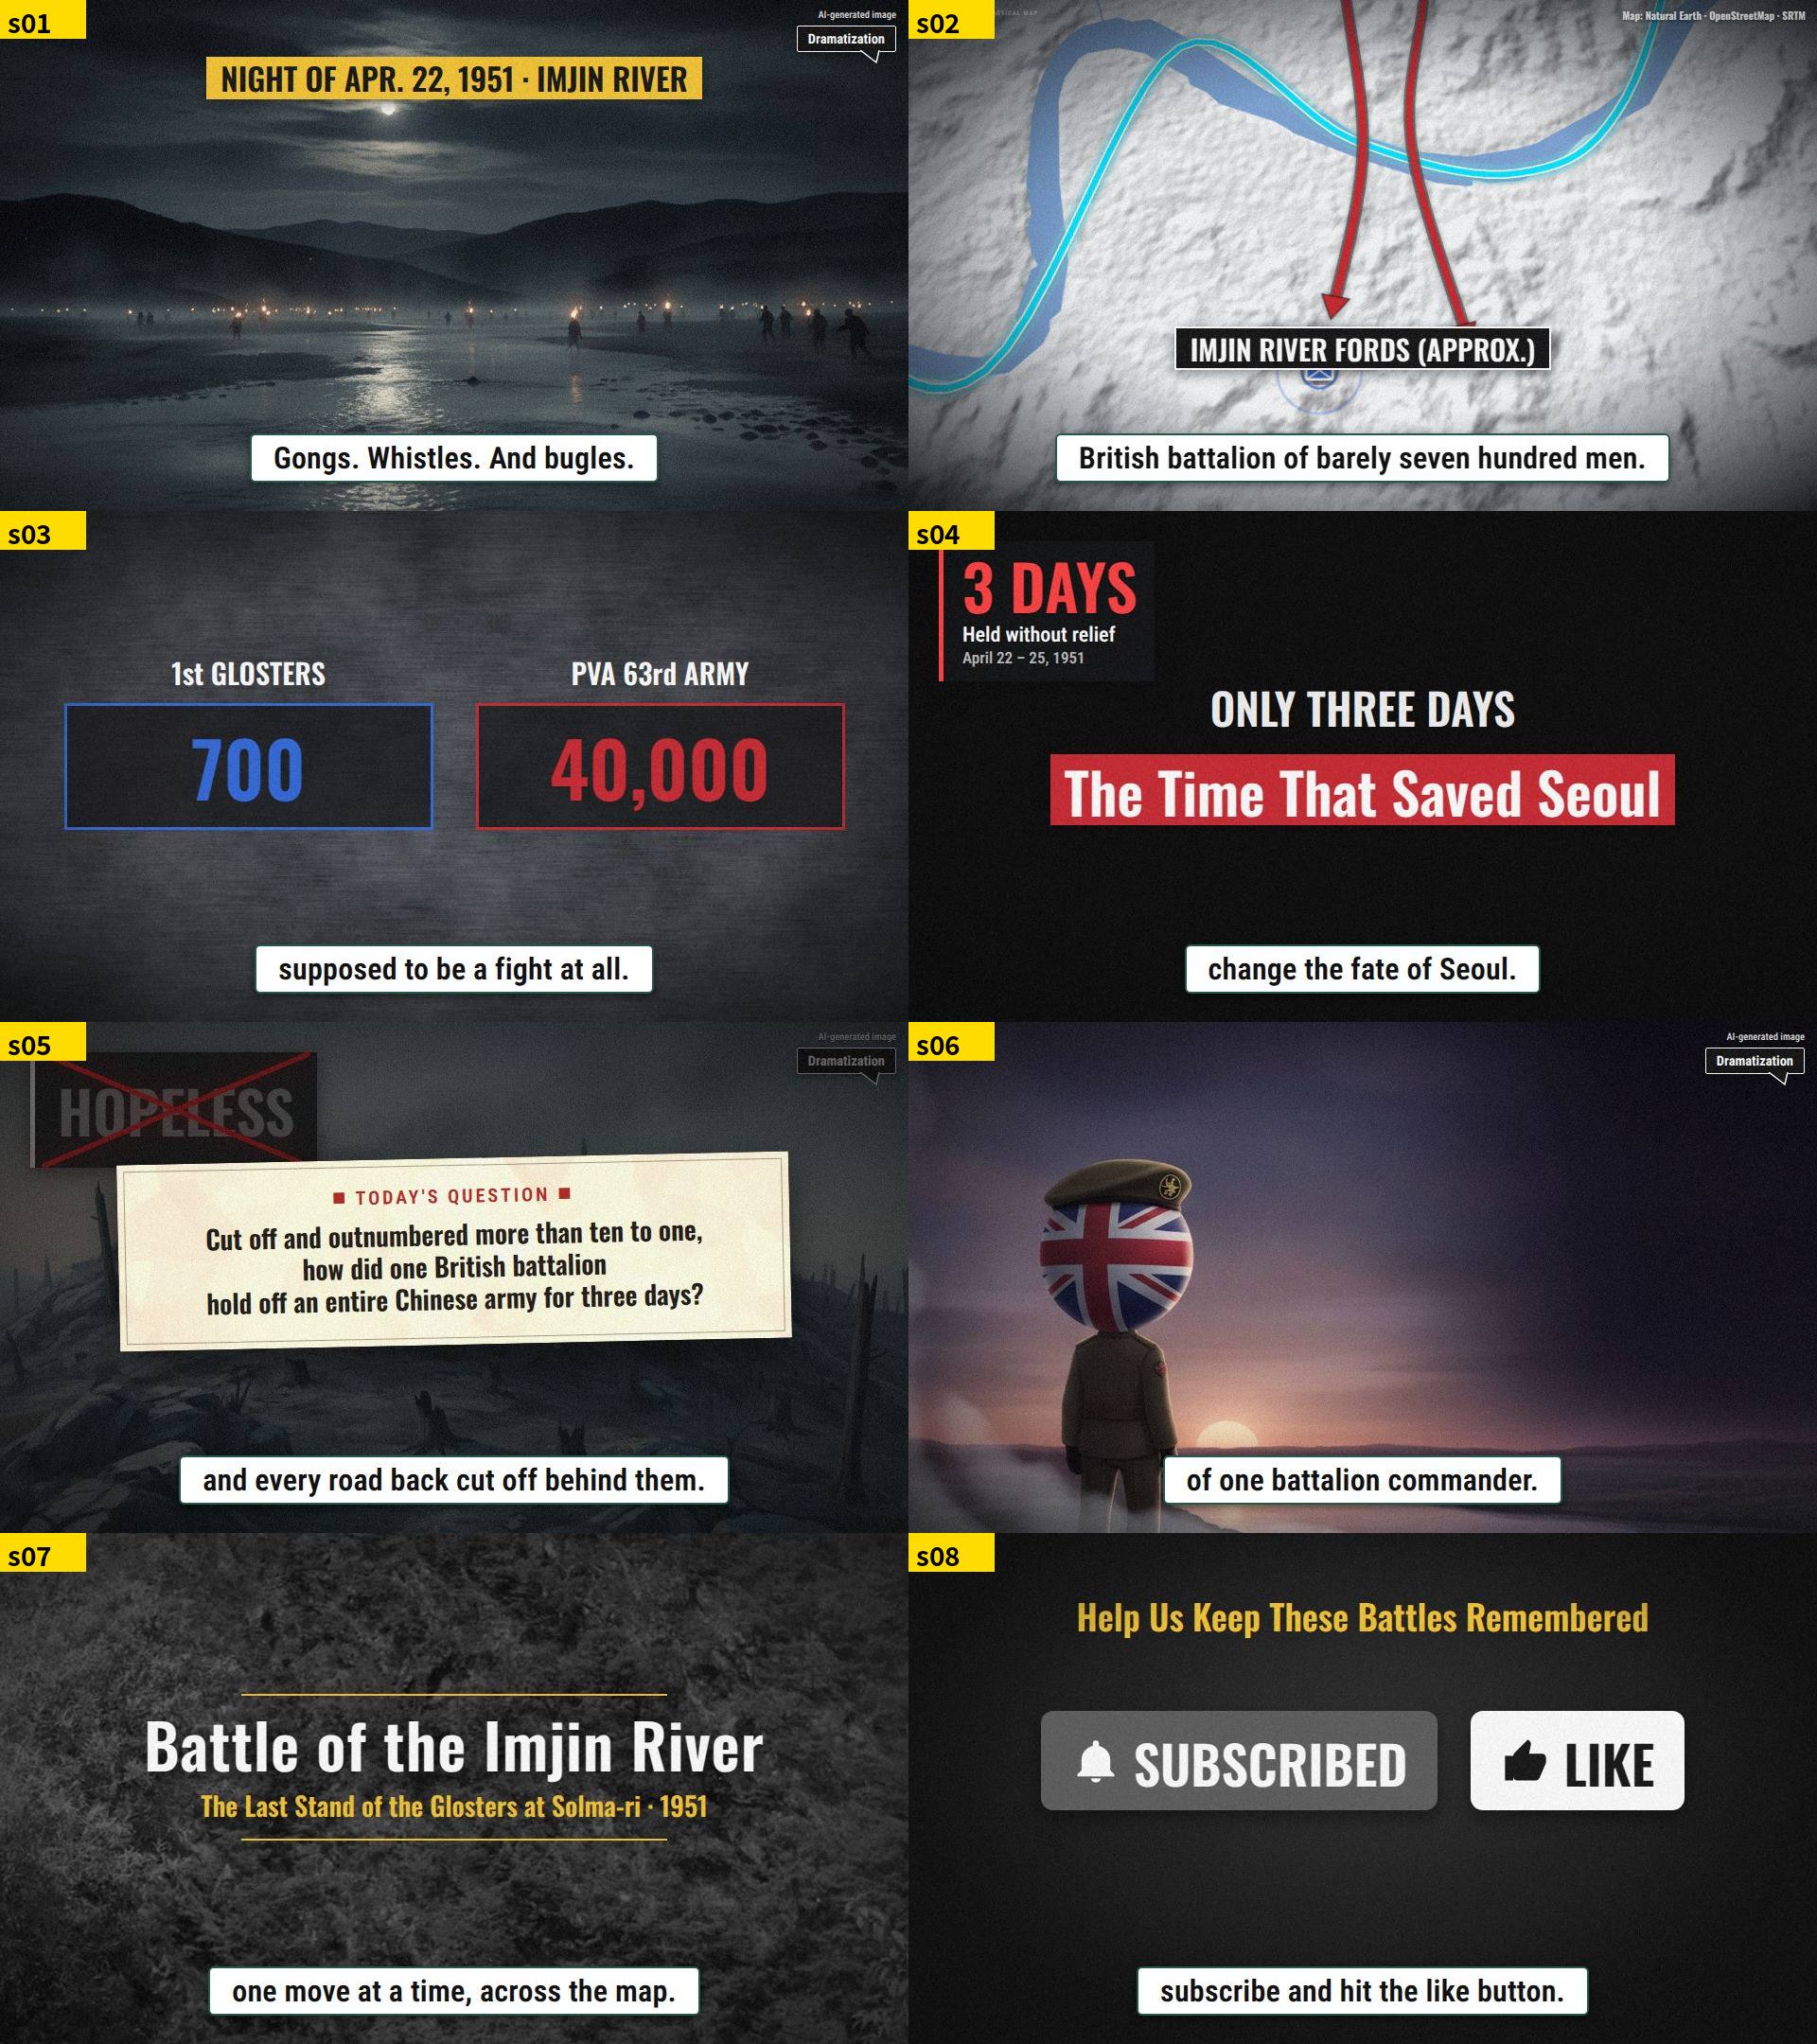 s01
AI-generated image
Dramatization
NIGHT OF APR. 22, 1951 · IMJIN RIVER
Gongs. Whistles. And bugles.
s02
TICAL MAP
Map: Natural Earth · OpenStreetMap · SRTM
IMJIN RIVER FORDS (APPROX.)
British battalion of barely seven hundred men.
s03
1st GLOSTERS
PVA 63rd ARMY
700
40,000
supposed to be a fight at all.
s04
3 DAYS
Held without relief
April 22 – 25, 1951
ONLY THREE DAYS
The Time That Saved Seoul
change the fate of Seoul.
s05
AI-generated image
Dramatization
HOPELESS
■ TODAY'S QUESTION ■
Cut off and outnumbered more than ten to one,
how did one British battalion
hold off an entire Chinese army for three days?
and every road back cut off behind them.
s06
AI-generated image
Dramatization
of one battalion commander.
s07
Battle of the Imjin River
The Last Stand of the Glosters at Solma-ri · 1951
one move at a time, across the map.
s08
Help Us Keep These Battles Remembered
SUBSCRIBED
LIKE
subscribe and hit the like button.